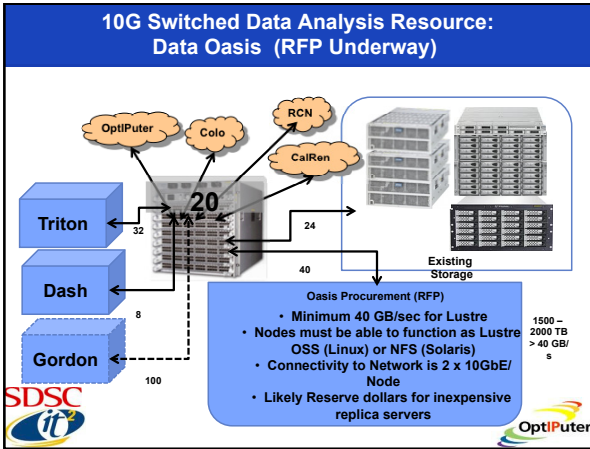 10G Switched Data Analysis Resource:
Data Oasis (RFP Underway)
OptIPuter
Colo
RCN
CalRen
20
Triton
32
24
Existing
Storage
40
Dash
8
Gordon
100
Oasis Procurement (RFP)
• Minimum 40 GB/sec for Lustre
• Nodes must be able to function as Lustre
OSS (Linux) or NFS (Solaris)
• Connectivity to Network is 2 x 10GbE/
Node
• Likely Reserve dollars for inexpensive
replica servers
1500 –
2000 TB
> 40 GB/
s
SDSC
it2
OptIPuter